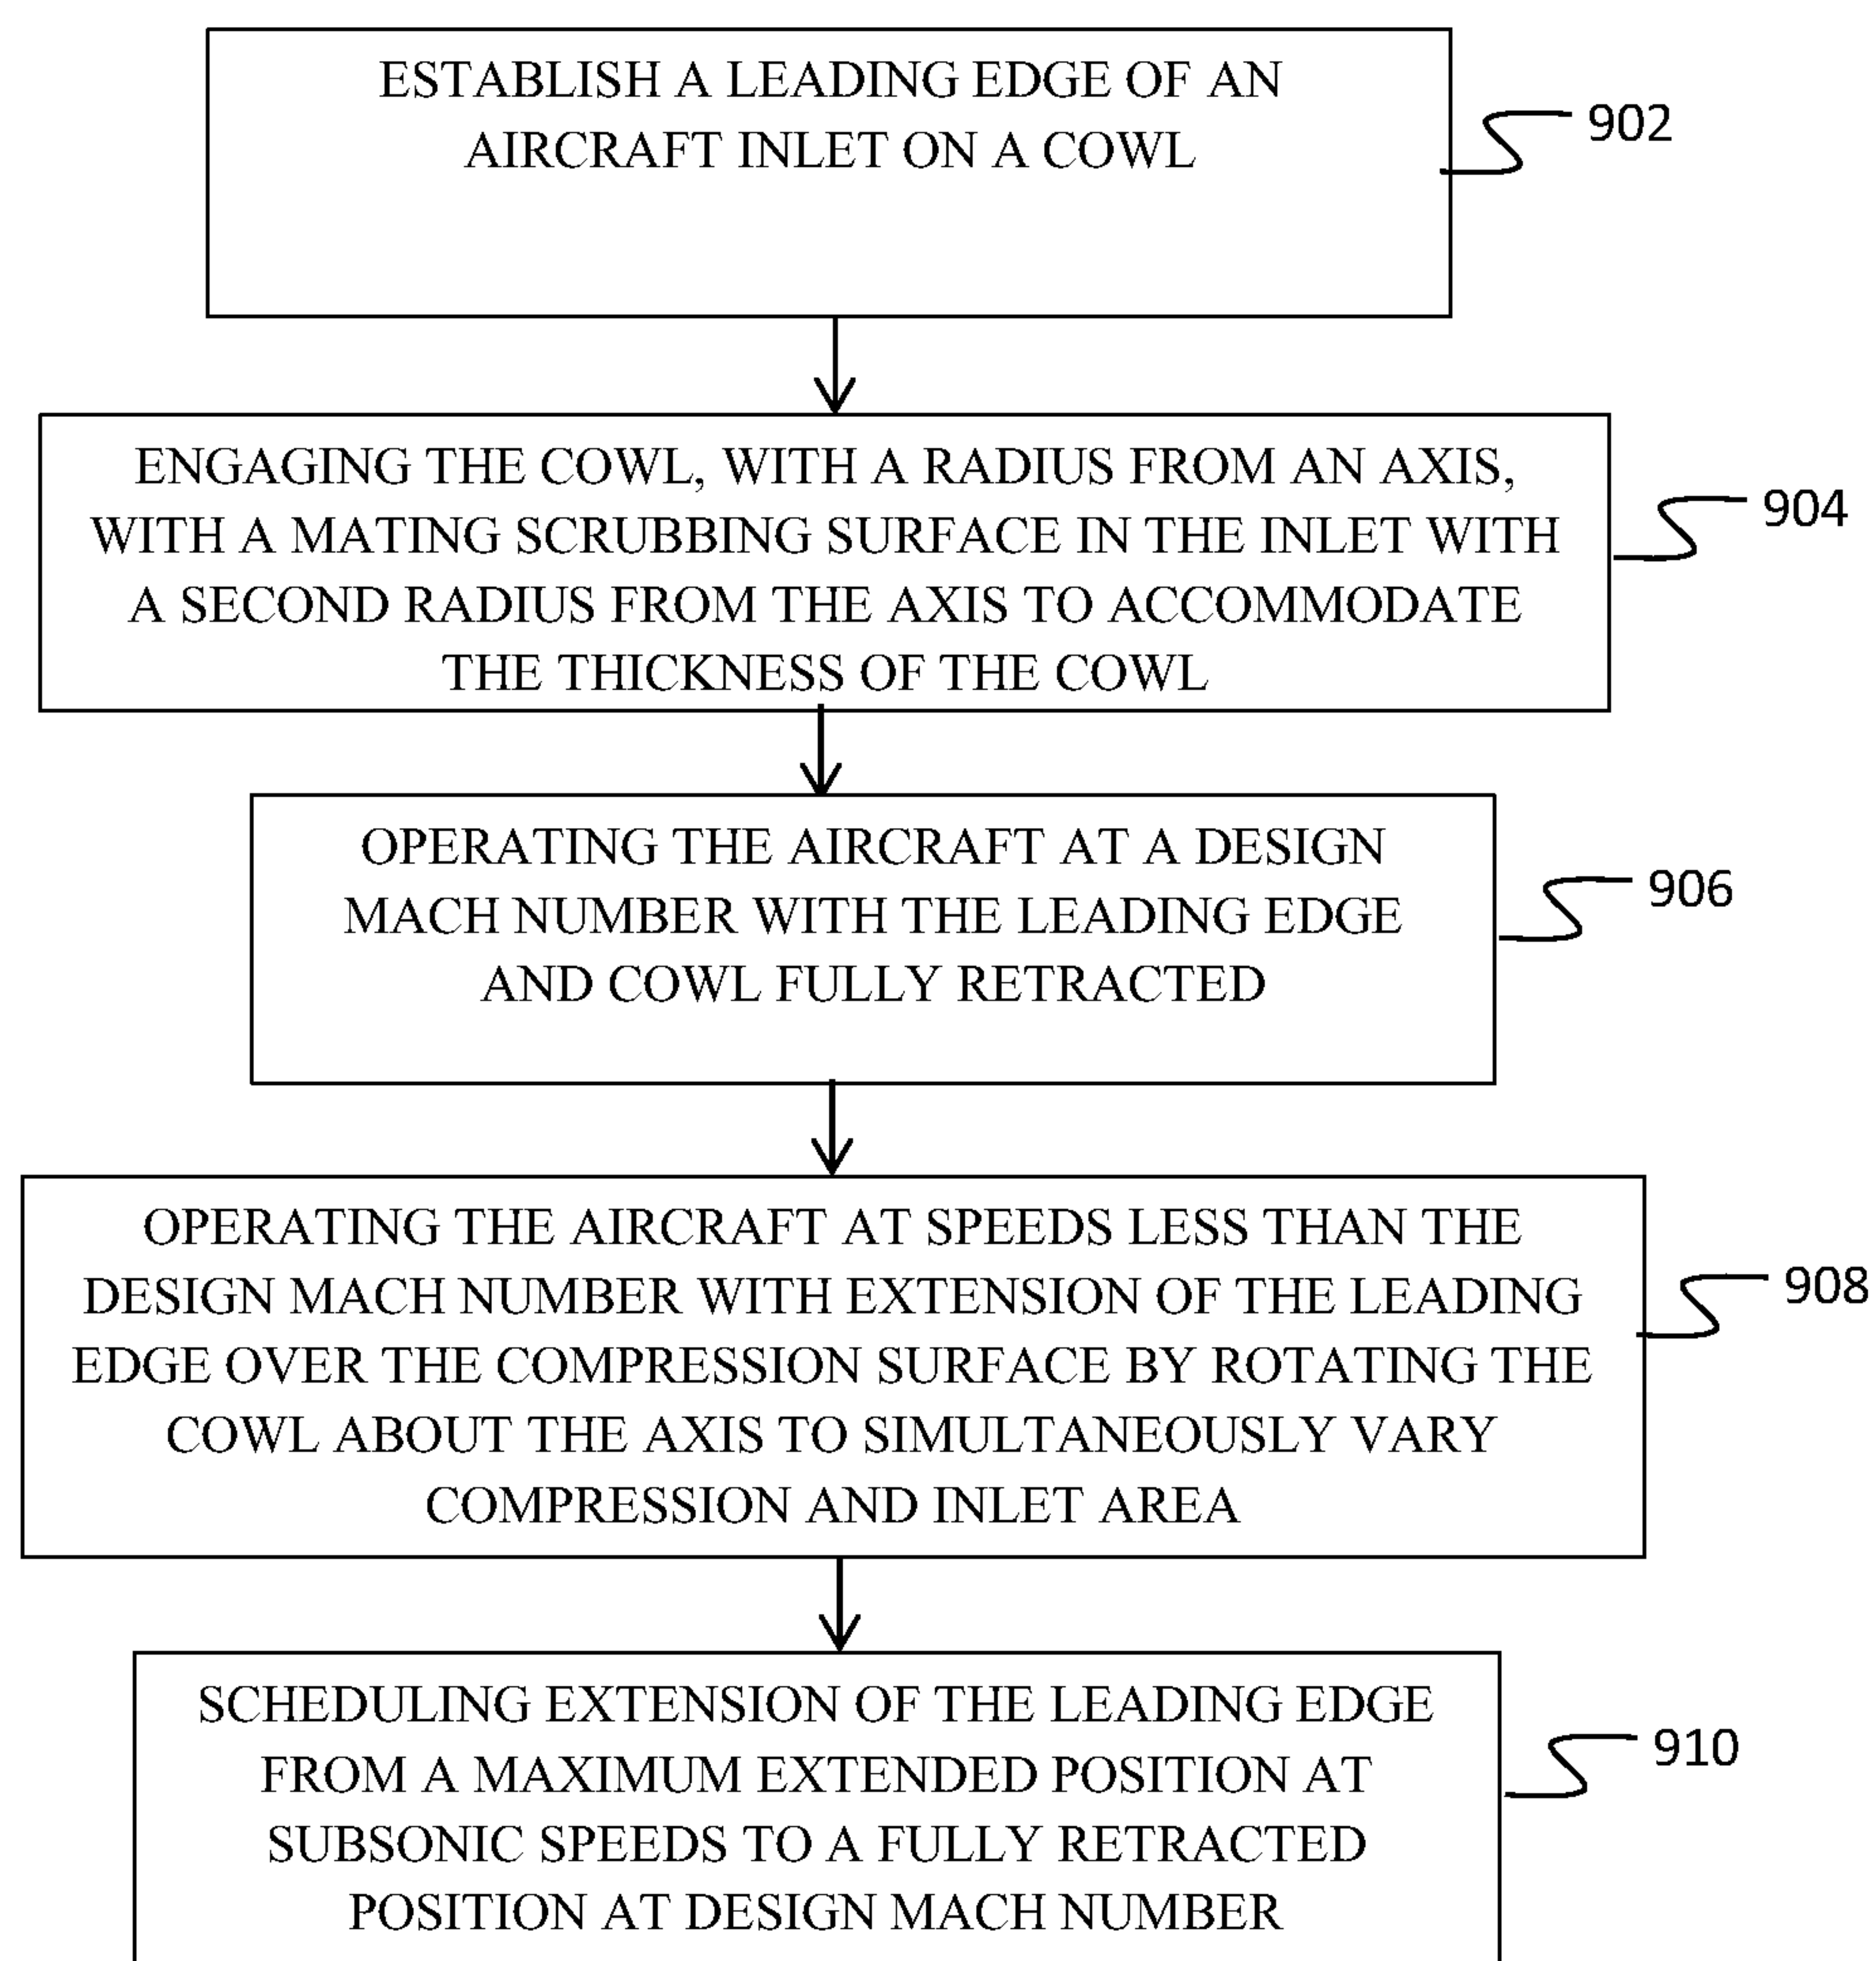 ESTABLISH A LEADING EDGE OF AN
AIRCRAFT INLET ON A COWL
902
ENGAGING THE COWL, WITH A RADIUS FROM AN AXIS,
WITH A MATING SCRUBBING SURFACE IN THE INLET WITH
A SECOND RADIUS FROM THE AXIS TO ACCOMMODATE
THE THICKNESS OF THE COWL
904
OPERATING THE AIRCRAFT AT A DESIGN
MACH NUMBER WITH THE LEADING EDGE
AND COWL FULLY RETRACTED
906
OPERATING THE AIRCRAFT AT SPEEDS LESS THAN THE
DESIGN MACH NUMBER WITH EXTENSION OF THE LEADING
EDGE OVER THE COMPRESSION SURFACE BY ROTATING THE
COWL ABOUT THE AXIS TO SIMULTANEOUSLY VARY
COMPRESSION AND INLET AREA
908
SCHEDULING EXTENSION OF THE LEADING EDGE
FROM A MAXIMUM EXTENDED POSITION AT
SUBSONIC SPEEDS TO A FULLY RETRACTED
POSITION AT DESIGN MACH NUMBER
910